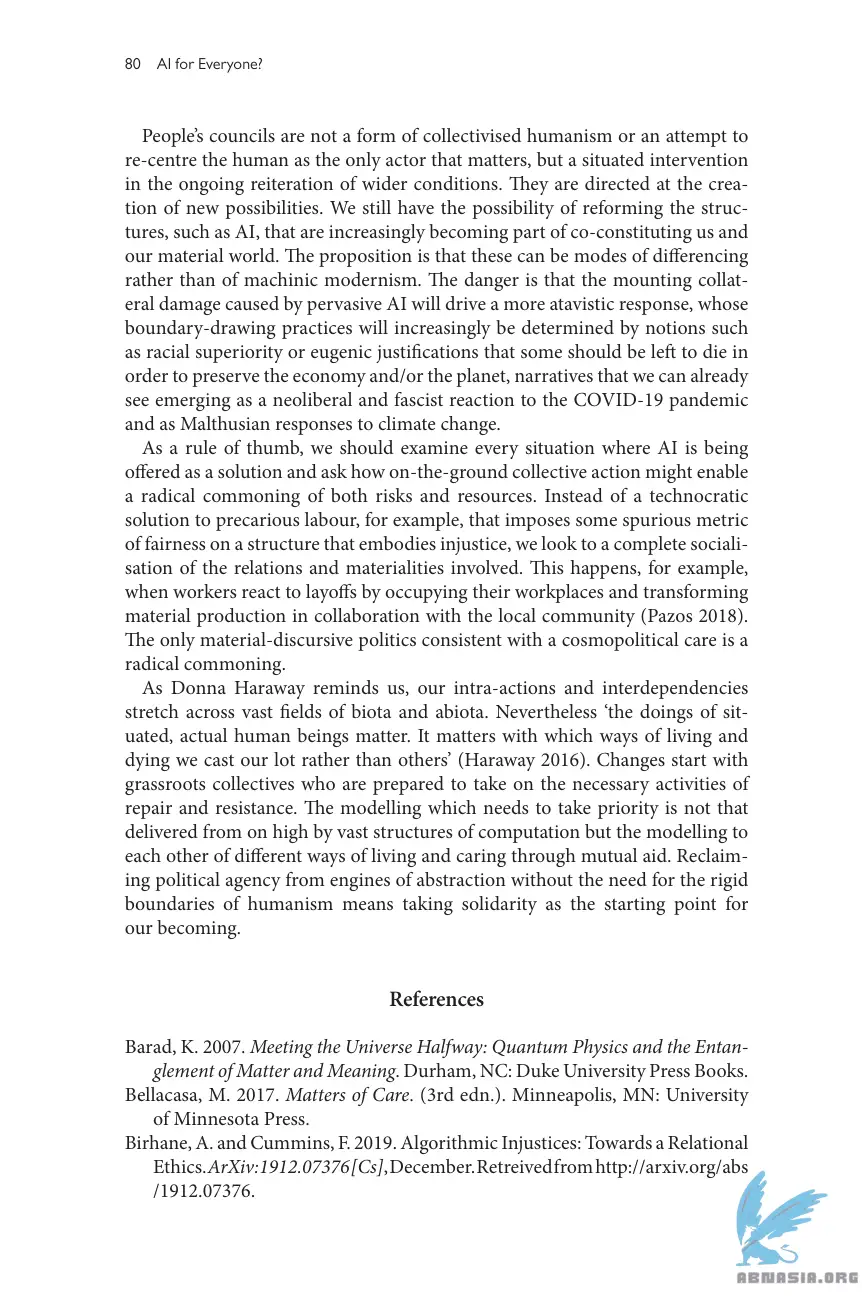 80 AI for Everyone?
People’s councils are not a form of collectivised humanism or an attempt to
re-centre the human as the only actor that matters, but a situated intervention
in the ongoing reiteration of wider conditions. They are directed at the crea-
tion of new possibilities. We still have the possibility of reforming the struc-
tures, such as AI, that are increasingly becoming part of co-constituting us and
our material world. The proposition is that these can be modes of differencing
rather than of machinic modernism. The danger is that the mounting collat-
eral damage caused by pervasive AI will drive a more atavistic response, whose
boundary-drawing practices will increasingly be determined by notions such
as racial superiority or eugenic justifications that some should be left to die in
order to preserve the economy and/or the planet, narratives that we can already
see emerging as a neoliberal and fascist reaction to the COVID-19 pandemic
and as Malthusian responses to climate change.
As a rule of thumb, we should examine every situation where AI is being
offered as a solution and ask how on-the-ground collective action might enable
a radical commoning of both risks and resources. Instead of a technocratic
solution to precarious labour, for example, that imposes some spurious metric
of fairness on a structure that embodies injustice, we look to a complete sociali-
sation of the relations and materialities involved. This happens, for example,
when workers react to layoffs by occupying their workplaces and transforming
material production in collaboration with the local community (Pazos 2018).
The only material-discursive politics consistent with a cosmopolitical care is a
radical commoning.
As Donna Haraway reminds us, our intra-actions and interdependencies
stretch across vast fields of biota and abiota. Nevertheless ‘the doings of sit-
uated, actual human beings matter. It matters with which ways of living and
dying we cast our lot rather than others’ (Haraway 2016). Changes start with
grassroots collectives who are prepared to take on the necessary activities of
repair and resistance. The modelling which needs to take priority is not that
delivered from on high by vast structures of computation but the modelling to
each other of different ways of living and caring through mutual aid. Reclaim-
ing political agency from engines of abstraction without the need for the rigid
boundaries of humanism means taking solidarity as the starting point for
our becoming.
References
Barad, K. 2007. Meeting the Universe Halfway: Quantum Physics and the Entan-
glement of Matter and Meaning. Durham, NC: Duke University Press Books.
Bellacasa, M. 2017. Matters of Care. (3rd edn.). Minneapolis, MN: University
of Minnesota Press.
Birhane, A. and Cummins, F. 2019. Algorithmic Injustices: Towards a Relational
Ethics. ArXiv:1912.07376 [Cs], December. Retreived from http://arxiv.org/abs
/1912.07376.
ABNASIA.ORG